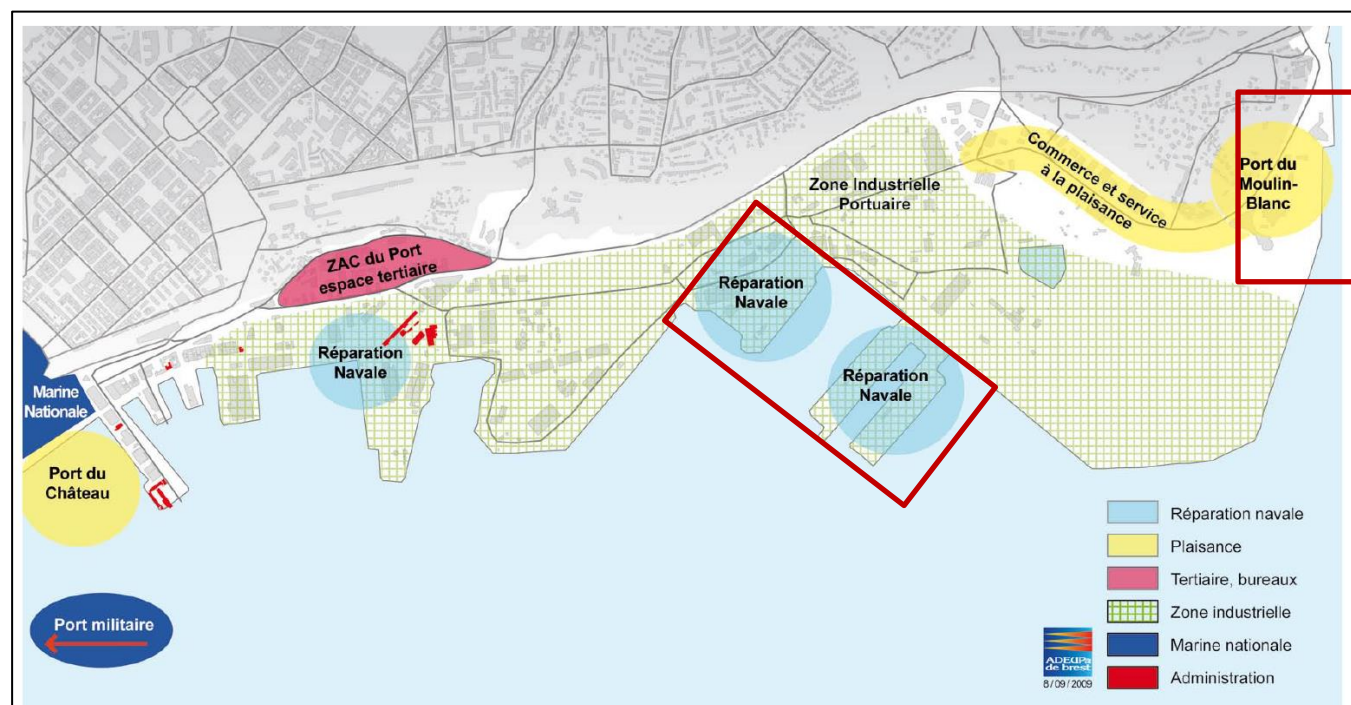 Commerce et service
à la plaisance
Port du
Moulin-
Blanc
Zone Industrielle
Portuaire
ZAC du Port
espace tertiaire
Réparation
Navale
Réparation
Navale
Réparation
Navale
Marine
Nationale
Port du
Château
Port militaire
Réparation navale
Plaisance
Tertiaire, bureaux
Zone industrielle
Marine nationale
Administration
ADEUPa
de brest
8/09/2009